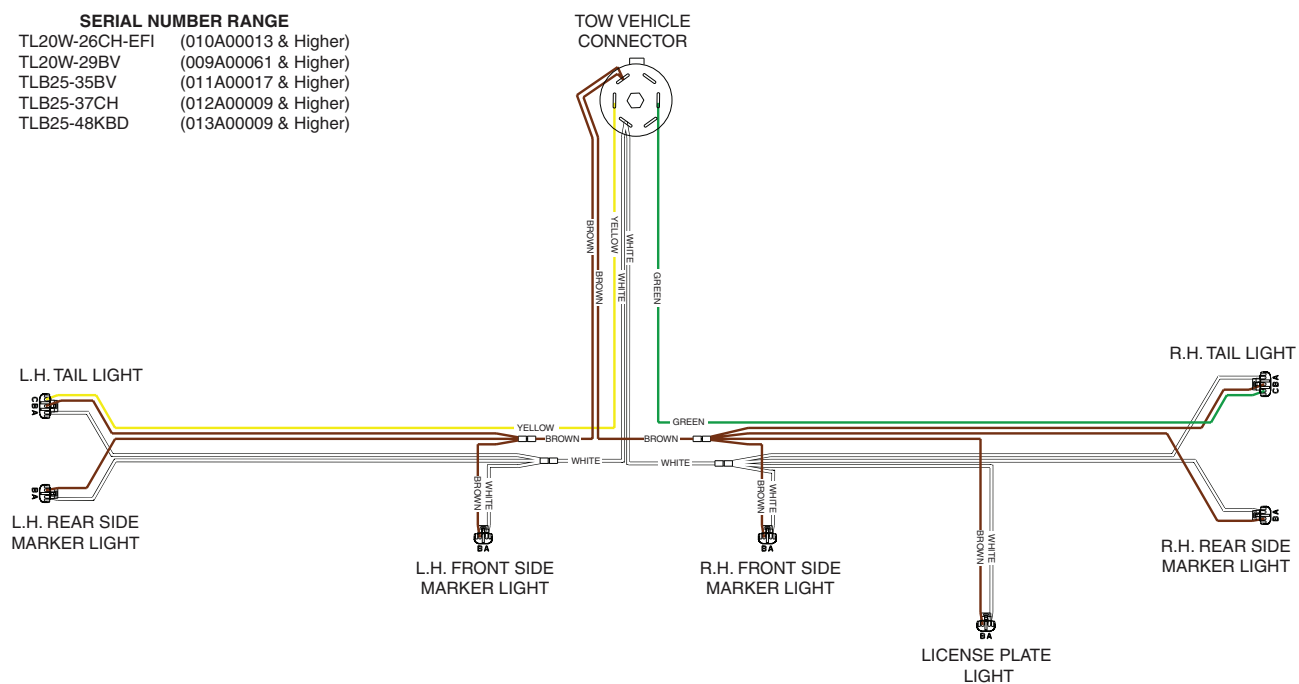 SERIAL NUMBER RANGE
TL20W-26CH-EFI (010A00013 & Higher)
TL20W-29BV (009A00061 & Higher)
TLB25-35BV (011A00017 & Higher)
TLB25-37CH (012A00009 & Higher)
TLB25-48KBD (013A00009 & Higher)
TOW VEHICLE
CONNECTOR
BROWN
BROWN
YELLOW
WHITE
WHITE
GREEN
L.H. TAIL LIGHT
C B A
R.H. TAIL LIGHT
C B A
YELLOW
GREEN
BROWN
BROWN
WHITE
WHITE
B A
L.H. REAR SIDE
MARKER LIGHT
BROWN
WHITE
B A
L.H. FRONT SIDE
MARKER LIGHT
BROWN
WHITE
B A
R.H. FRONT SIDE
MARKER LIGHT
B A
R.H. REAR SIDE
MARKER LIGHT
BROWN
WHITE
B A
LICENSE PLATE
LIGHT